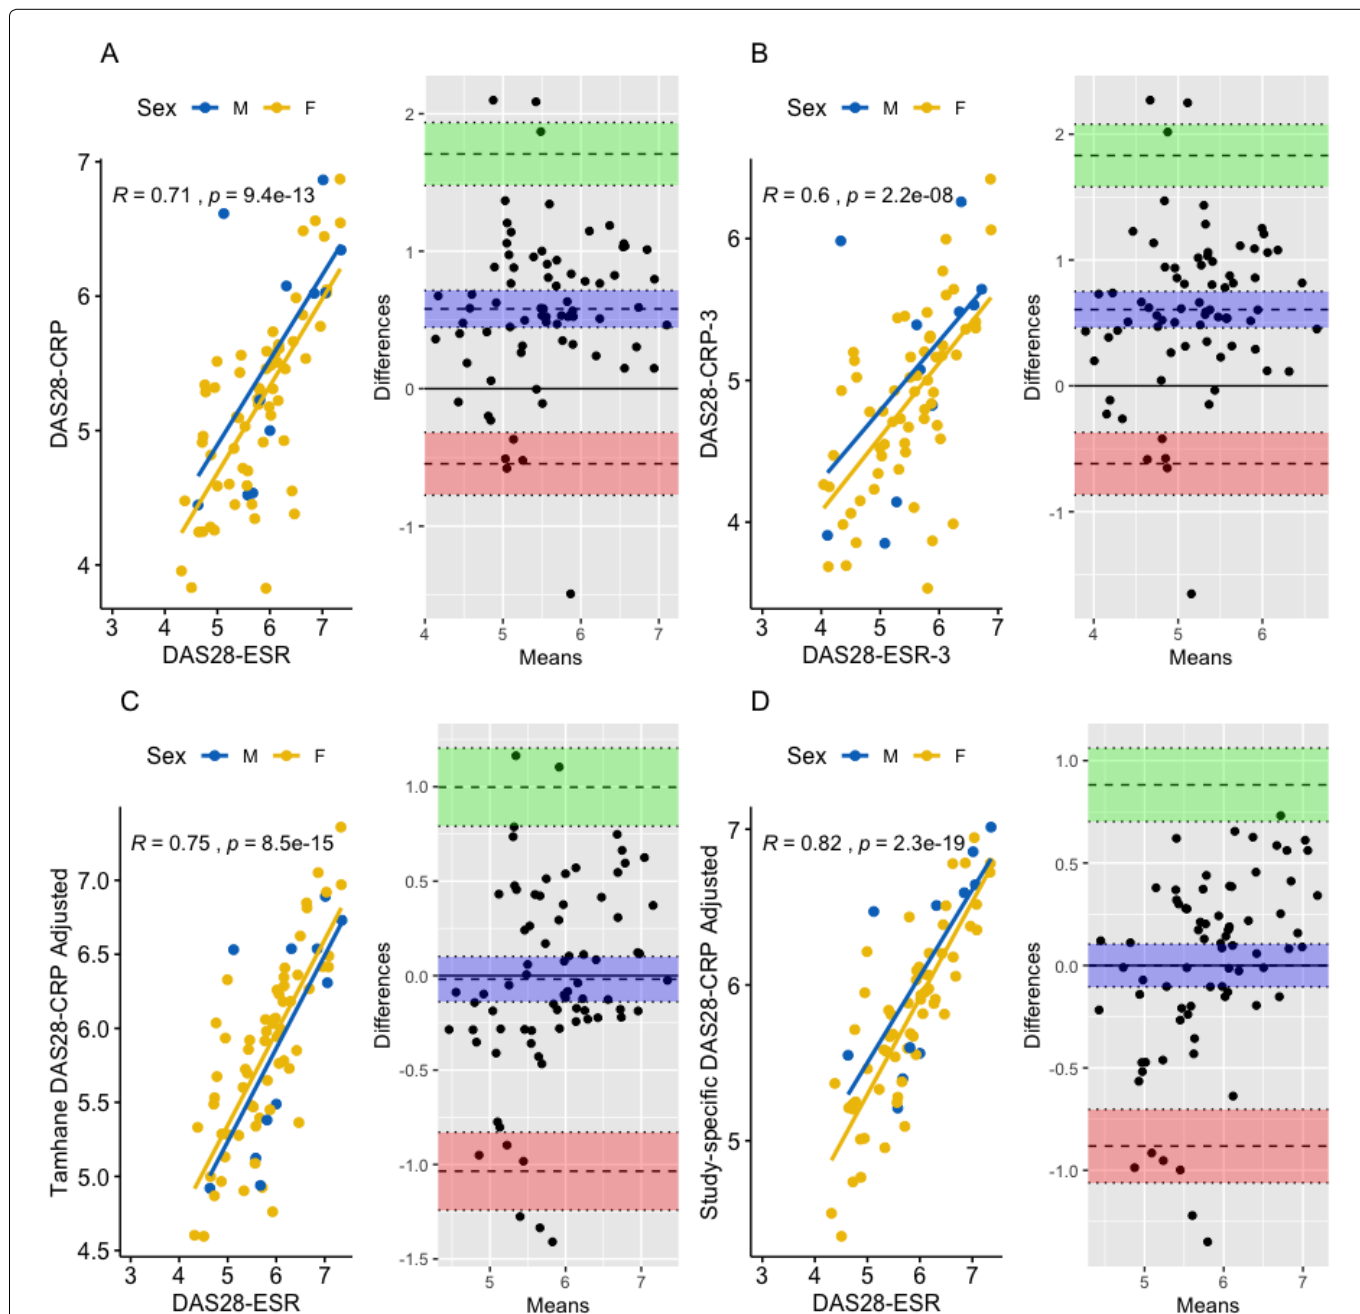 A
Sex M F
R = 0.71 , p = 9.4e-13
DAS28-CRP
7
6
5
4
3 4 5 6 7
DAS28-ESR
Differences
2
1
0
-1
4 5 6 7
Means
B
Sex M F
R = 0.6 , p = 2.2e-08
DAS28-CRP-3
6
5
4
3 4 5 6 7
DAS28-ESR-3
Differences
2
1
0
-1
4 5 6
Means
C
Sex M F
R = 0.75 , p = 8.5e-15
Tamhane DAS28-CRP Adjusted
7.0
6.5
6.0
5.5
5.0
4.5
3 4 5 6 7
DAS28-ESR
Differences
1.0
0.5
0.0
-0.5
-1.0
-1.5
5 6 7
Means
D
Sex M F
R = 0.82 , p = 2.3e-19
Study-specific DAS28-CRP Adjusted
7
6
5
3 4 5 6 7
DAS28-ESR
Differences
1.0
0.5
0.0
-0.5
-1.0
5 6 7
Means